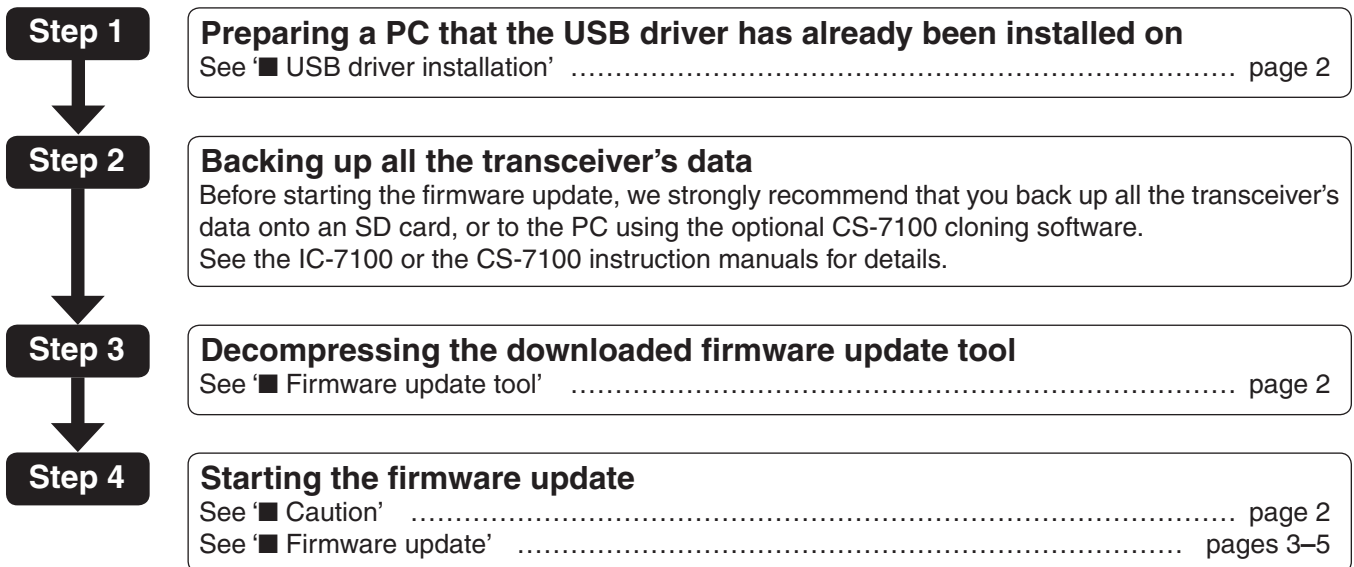 Step 1
Preparing a PC that the USB driver has already been installed on
See ‘■ USB driver installation’ ........................................................................... page 2
Step 2
Backing up all the transceiver’s data
Before starting the firmware update, we strongly recommend that you back up all the transceiver’s
data onto an SD card, or to the PC using the optional CS-7100 cloning software.
See the IC-7100 or the CS-7100 instruction manuals for details.
Step 3
Decompressing the downloaded firmware update tool
See ‘■ Firmware update tool’ ........................................................................... page 2
Step 4
Starting the firmware update
See ‘■ Caution’ ............................................................................................. page 2
See ‘■ Firmware update’ ........................................................................... pages 3–5